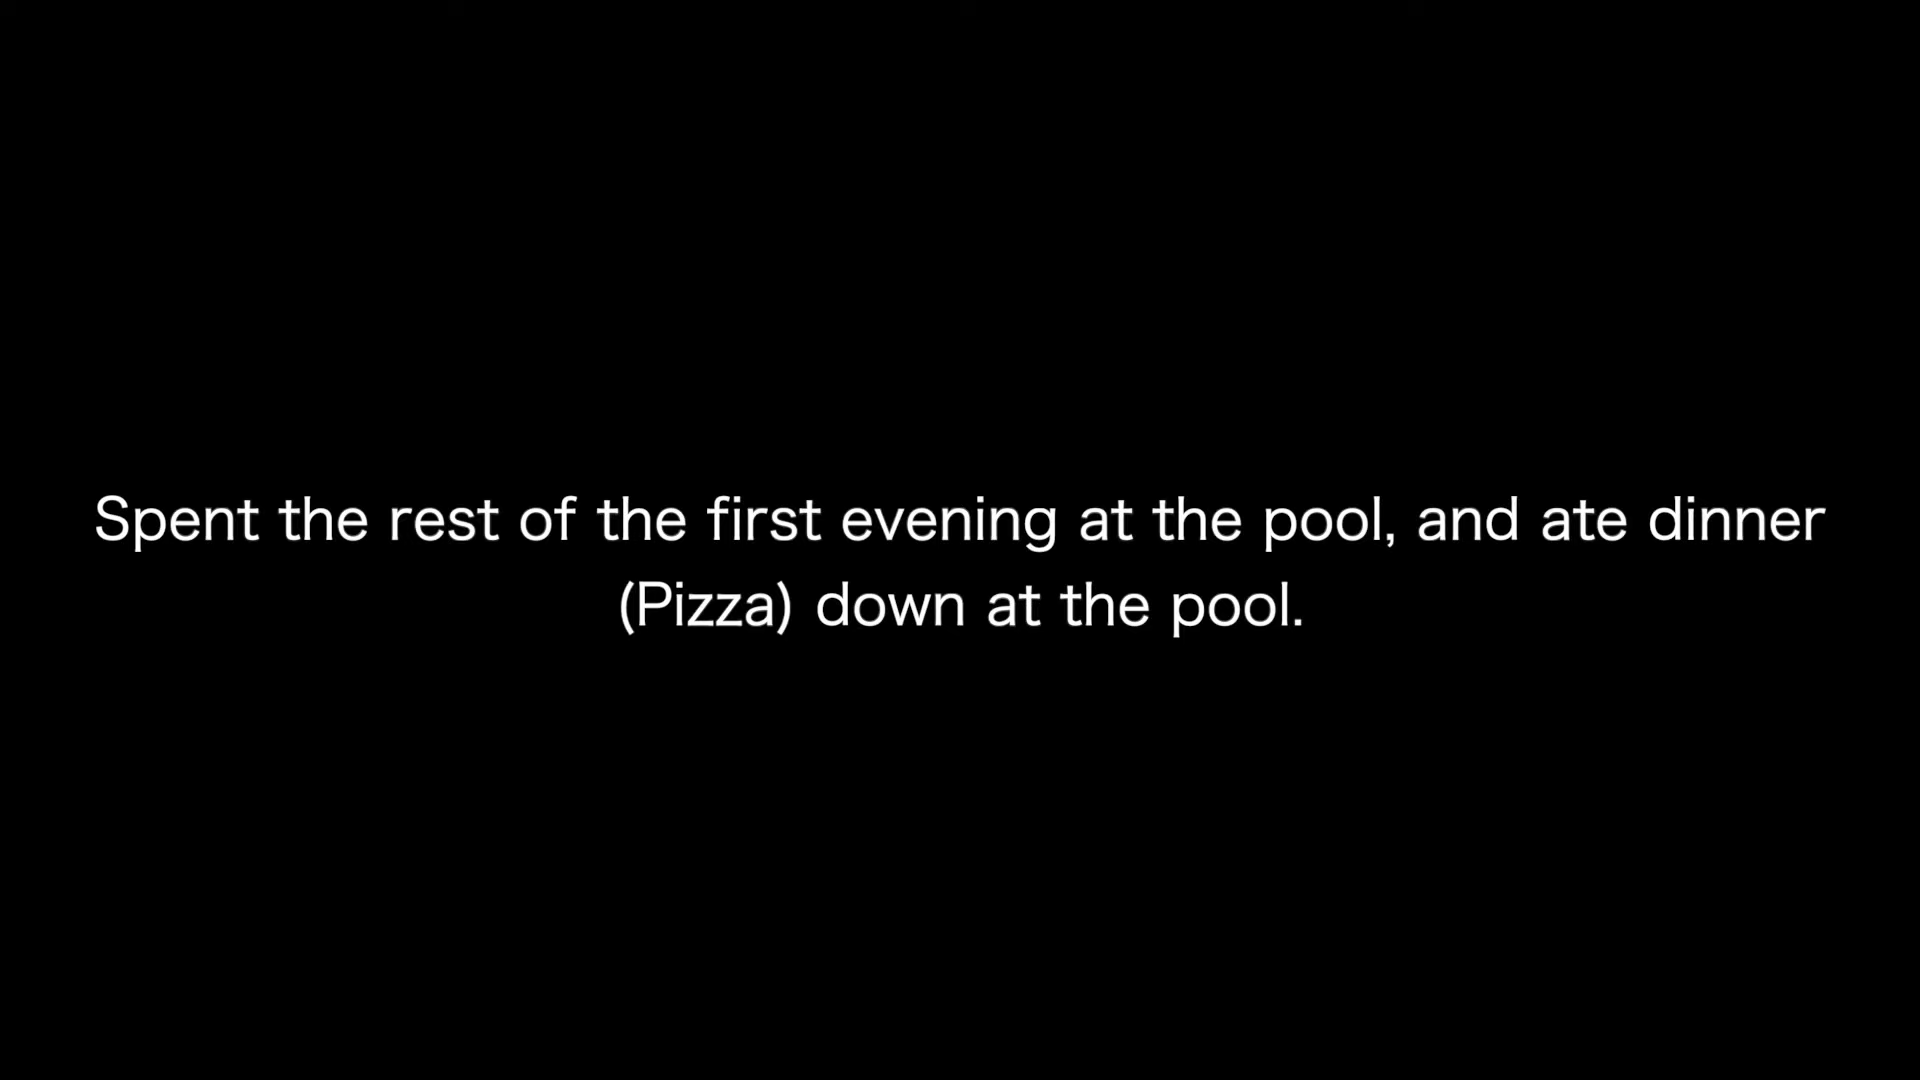 Spent the rest of the first evening at the pool, and ate dinner
(Pizza) down at the pool.